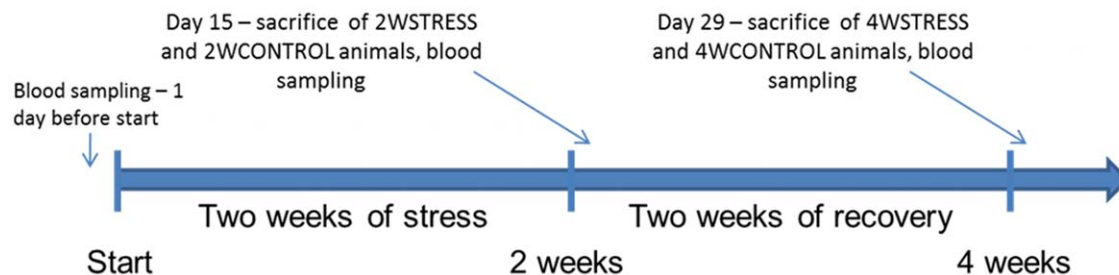 Day 15 – sacrifice of 2WSTRESS
and 2WCONTROL animals, blood
sampling
Day 29 – sacrifice of 4WSTRESS
and 4WCONTROL animals, blood
sampling
Blood sampling – 1
day before start
Two weeks of stress
Two weeks of recovery
Start
2 weeks
4 weeks